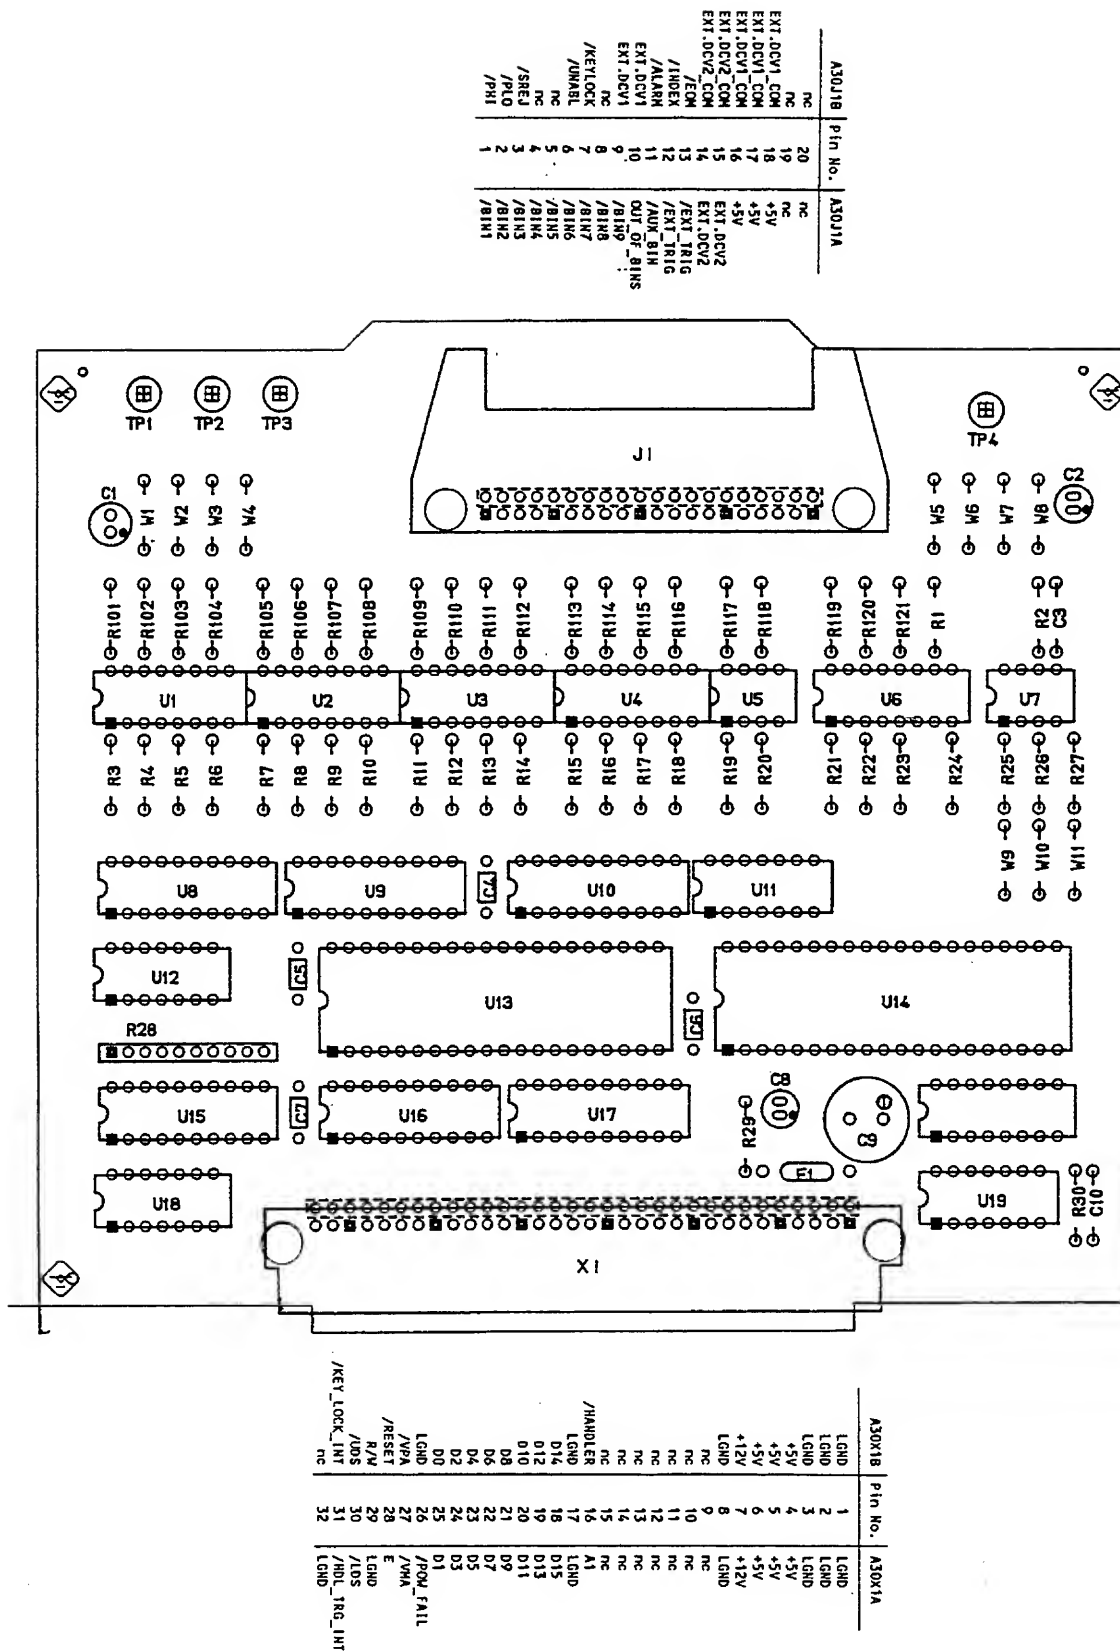 A30J1B Pin No. A30J1A
nc 20 nc
nc 19 nc
EXT.DCV1_COM 18 +5V
EXT.DCV1_COM 17 +5V
EXT.DCV1_COM 16 +5V
EXT.DCV2_COM 15 EXT.DCV2
EXT.DCV2_COM 14 EXT.DCV2
/EOM 13 /EXT_TRIG
/INDEX 12 /EXT_TRIG
/ALARM 11 /AUX_BIN
EXT.DCV1 10 OUT_OF_BINS
EXT.DCV1 9 /BIN9
nc 8 /BIN8
/KEYLOCK 7 /BIN7
/UNABL 6 /BIN6
nc 5 /BIN5
nc 4 /BIN4
/SREJ 3 /BIN3
/PLO 2 /BIN2
/PHI 1 /BIN1
TP1 TP2 TP3 TP4
J1
C1 W1 W2 W3 W4 W5 W6 W7 W8 C2
R101 R102 R103 R104 R105 R106 R107 R108 R109 R110 R111 R112 R113 R114 R115 R116 R117 R118 R119 R120 R121 R1 R2 C3
U1 U2 U3 U4 U5 U6 U7
R3 R4 R5 R6 R7 R8 R9 R10 R11 R12 R13 R14 R15 R16 R17 R18 R19 R20 R21 R22 R23 R24 R25 R26 R27
W9 W10 W11
U8 U9 C4 U10 U11
U12 C5 U13 C6 U14
R28
U15 C7 U16 U17 R29 C8 C9
F1
U18 U19 R30 C10
X1
A30X1B Pin No. A30X1A
LGND 1 LGND
LGND 2 LGND
LGND 3 LGND
+5V 4 +5V
+5V 5 +5V
+5V 6 +5V
+12V 7 +12V
LGND 8 LGND
nc 9 nc
nc 10 nc
nc 11 nc
nc 12 nc
nc 13 nc
nc 14 nc
nc 15 nc
/HANDLER 16 A1
LGND 17 LGND
D14 18 D15
D12 19 D13
D10 20 D11
D8 21 D9
D6 22 D7
D4 23 D5
D2 24 D3
D0 25 D1
LGND 26 /POW_FAIL
/VPA 27 /VMA
/RESET 28 E
R/W 29 LGND
/UDS 30 /LDS
/KEY_LOCK_INT 31 /HDL_TRG_INT
nc 32 LGND